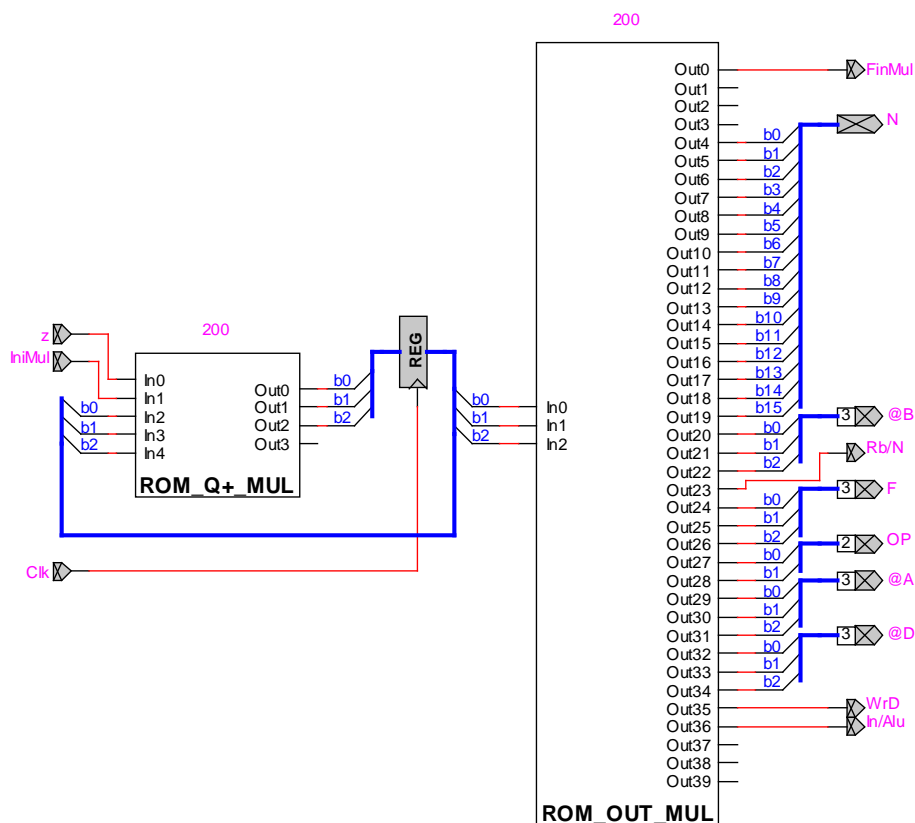 200
Out0 FinMul
Out1
Out2
Out3 N
Out4 b0
Out5 b1
Out6 b2
Out7 b3
Out8 b4
Out9 b5
Out10 b6
Out11 b7
Out12 b8
Out13 b9
Out14 b10
Out15 b11
Out16 b12
Out17 b13
Out18 b14
Out19 b15
3 @B
Out20 b0
Out21 b1
Out22 b2
Rb/N
Out23
3 F
Out24 b0
Out25 b1
Out26 b2
2 OP
Out27 b0
Out28 b1
3 @A
Out29 b0
Out30 b1
Out31 b2
3 @D
Out32 b0
Out33 b1
Out34 b2
Out35 WrD
Out36 In/Alu
Out37
Out38
Out39
ROM_OUT_MUL
b0 In0
b1 In1
b2 In2
REG
200
z
IniMul
In0
In1
b0 In2
b1 In3
b2 In4
Out0 b0
Out1 b1
Out2 b2
Out3
ROM_Q+_MUL
Clk